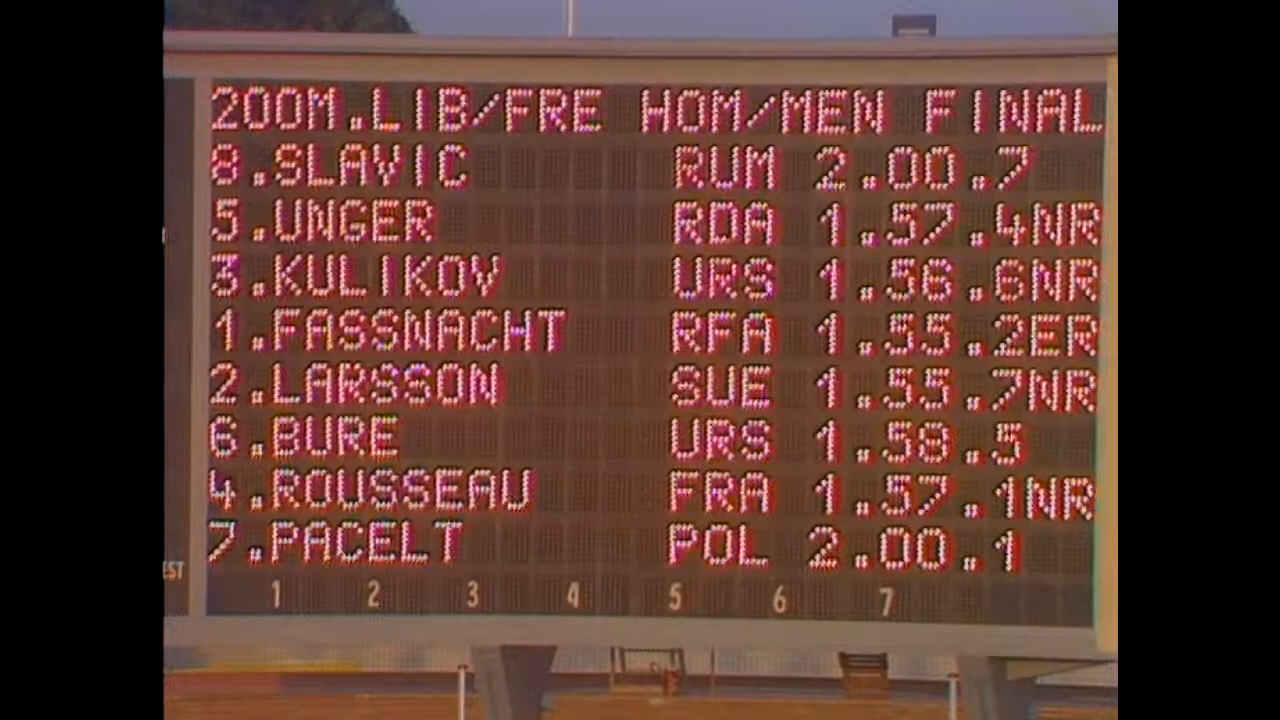 200M.LIB/FRE HOM/MEN FINAL
8.SLAVIC RUM 2.00.7
5.UNGER RDA 1.57.4NR
3.KULIKOV URS 1.56.6NR
1.FASSNACHT RFA 1.55.2ER
2.LARSSON SUE 1.55.7NR
6.BURE URS 1.58.5
4.ROUSSEAU FRA 1.57.1NR
7.PACELT POL 2.00.1
1 2 3 4 5 6 7